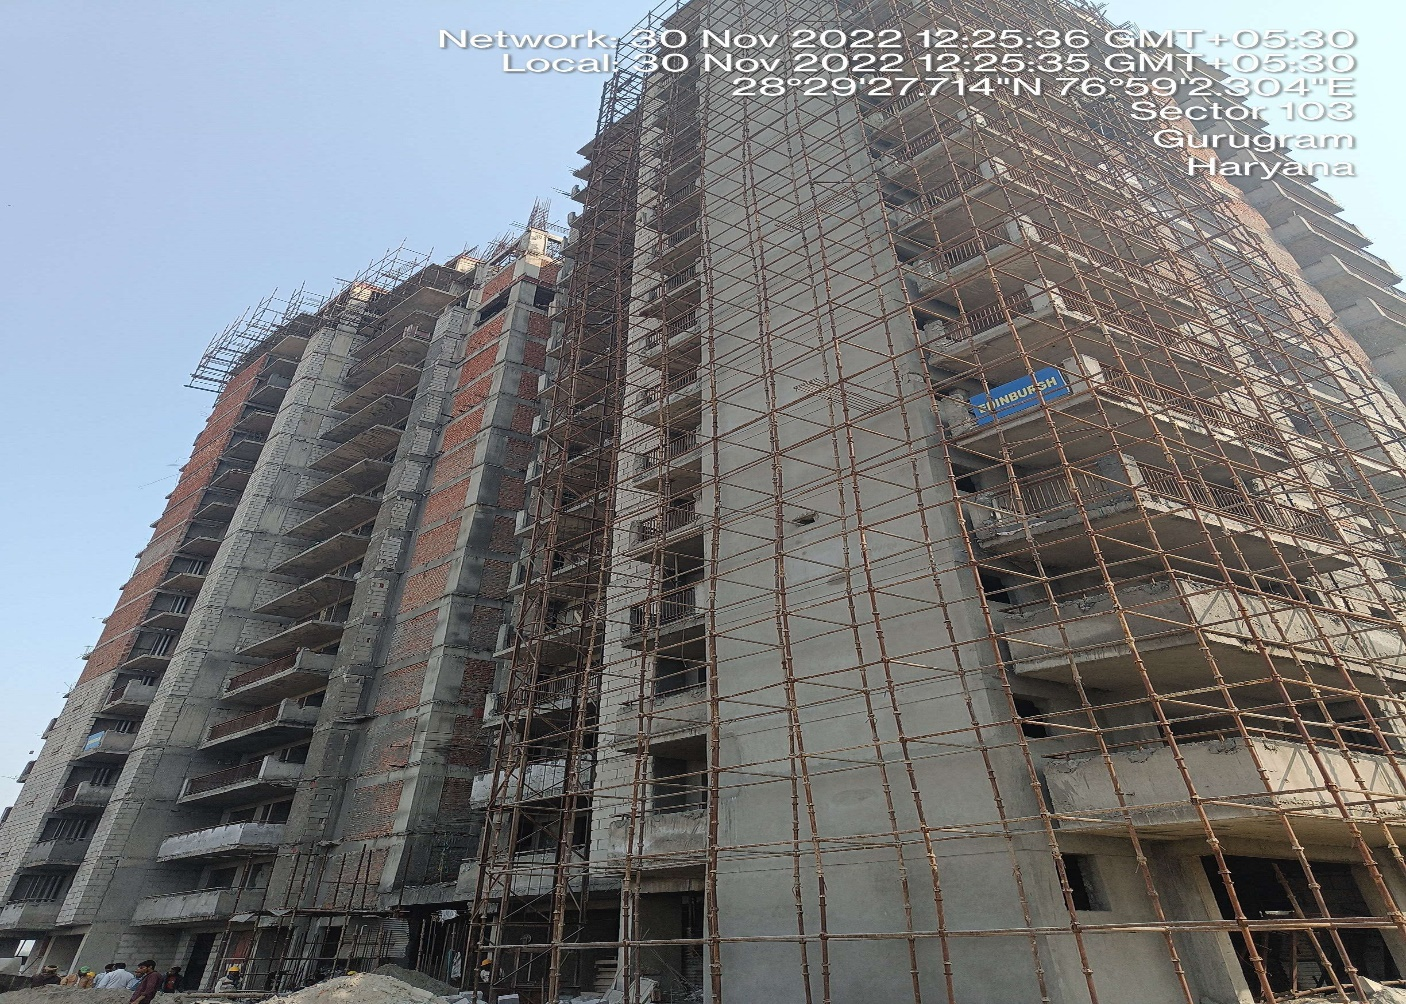 Network: 30 Nov 2022 12:25:36 GMT+05:30
Local: 30 Nov 2022 12:25:35 GMT+05:30
28°29'27.714"N 76°59'2.304"E
Sector 103
Gurugram
Haryana
EDINBURGH